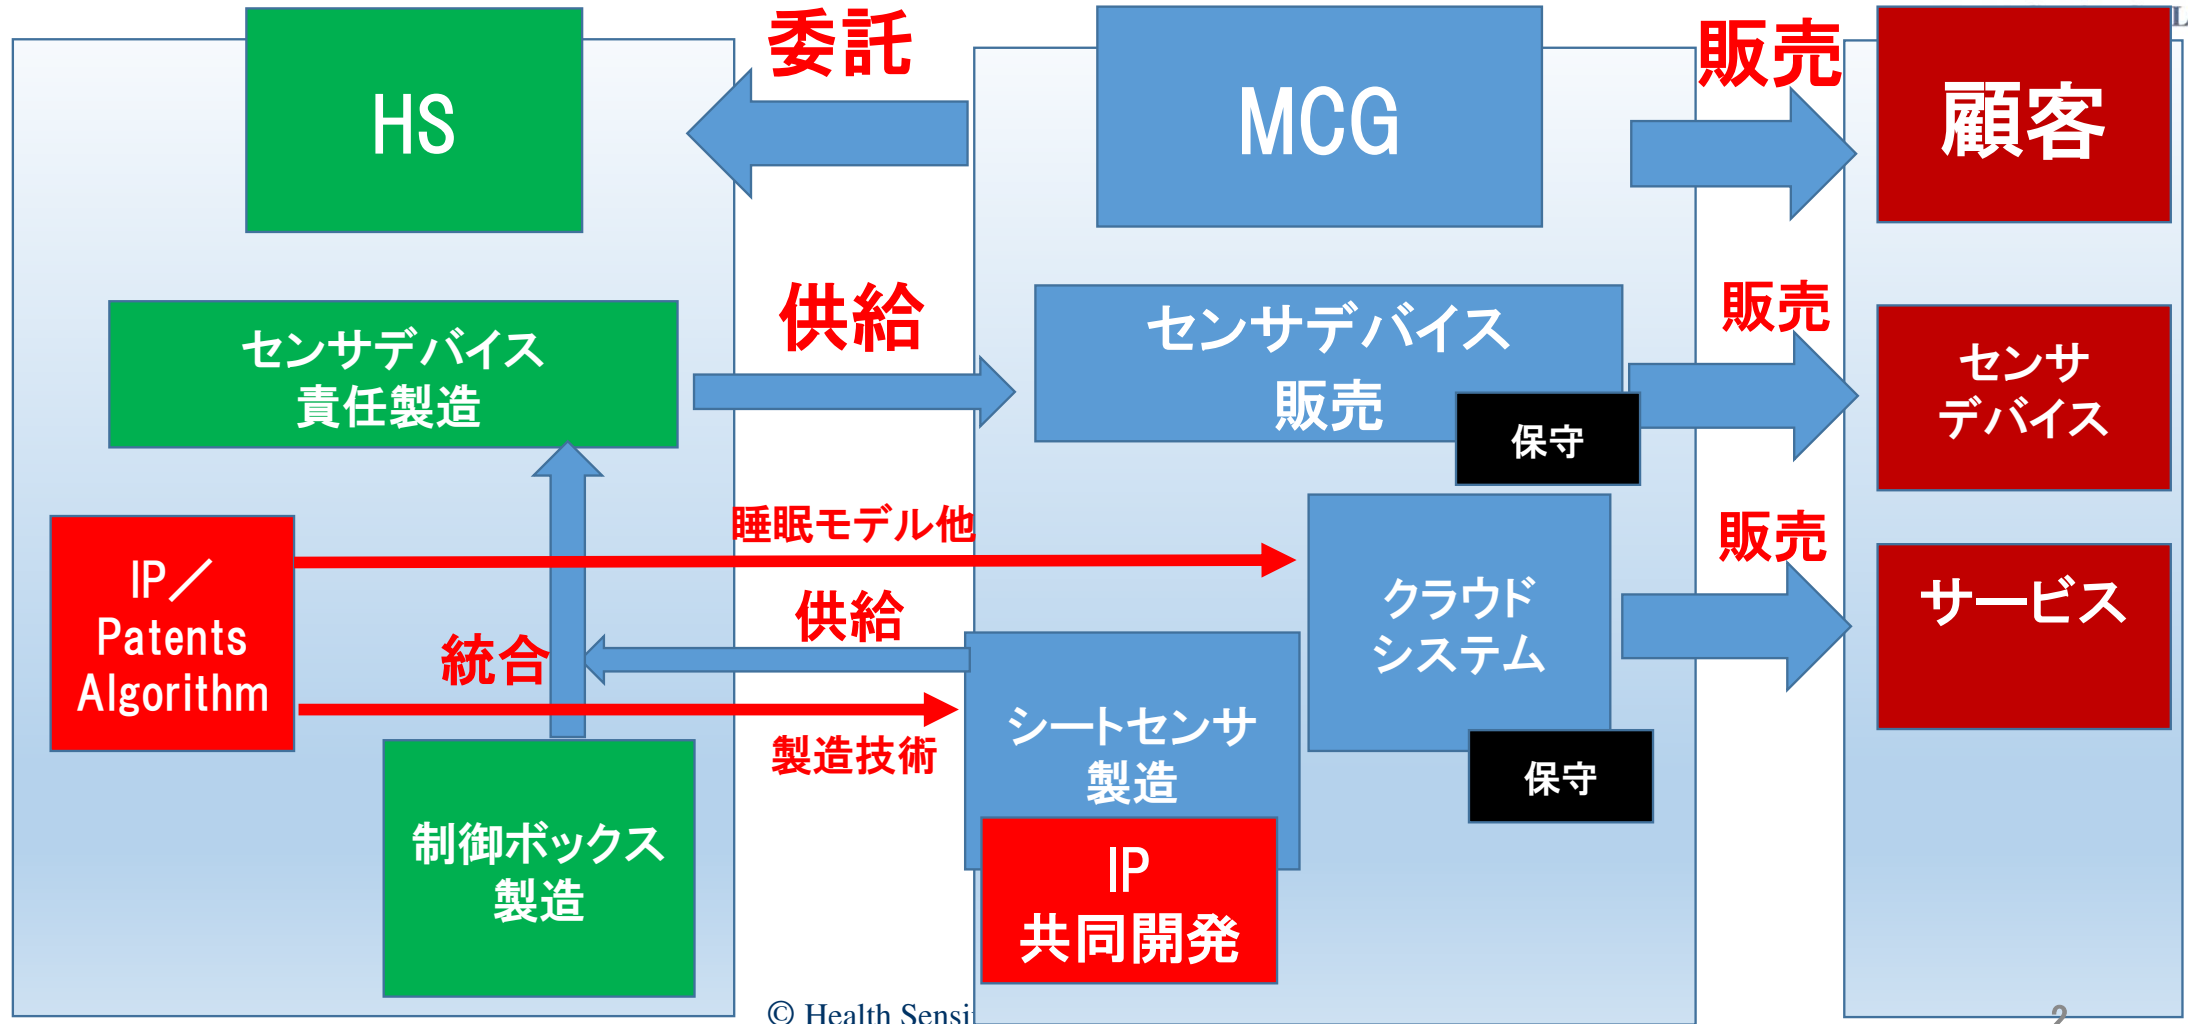 HS
委託
MCG
販売
顧客
センサデバイス
責任製造
供給
センサデバイス
販売
保守
販売
センサ
デバイス
IP／
Patents
Algorithm
睡眠モデル他
供給
統合
製造技術
クラウド
システム
保守
シートセンサ
製造
IP
共同開発
販売
サービス
制御ボックス
製造
© Health
2